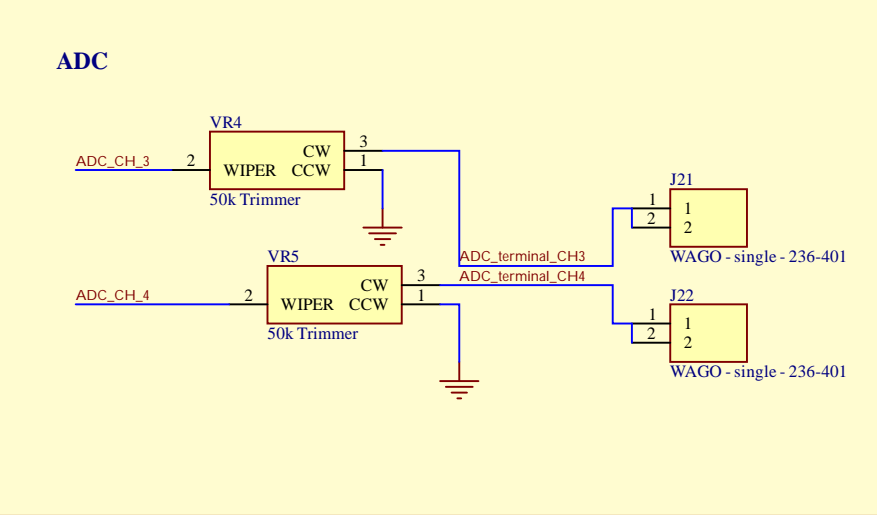 ADC
VR4
ADC_CH_3
2
WIPER
CW
CCW
3
1
50k Trimmer
VR5
ADC_CH_4
2
WIPER
CW
CCW
3
1
50k Trimmer
ADC_terminal_CH3
ADC_terminal_CH4
J21
1
2
1
2
WAGO - single - 236-401
J22
1
2
1
2
WAGO - single - 236-401